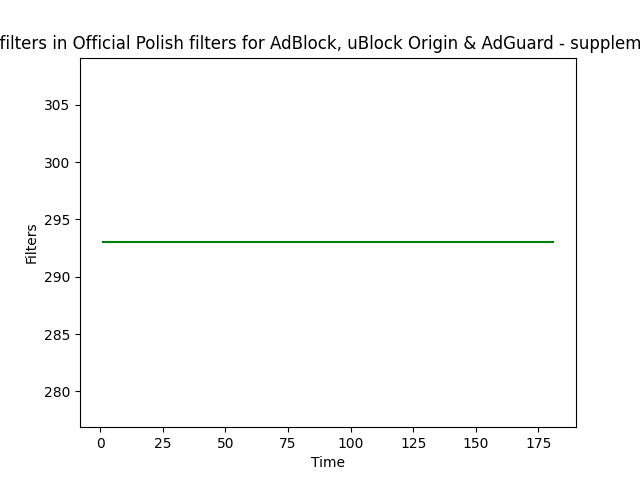 filters in Official Polish filters for AdBlock, uBlock Origin & AdGuard - supplem
305
300
295
290
285
280
Filters
0 25 50 75 100 125 150 175
Time